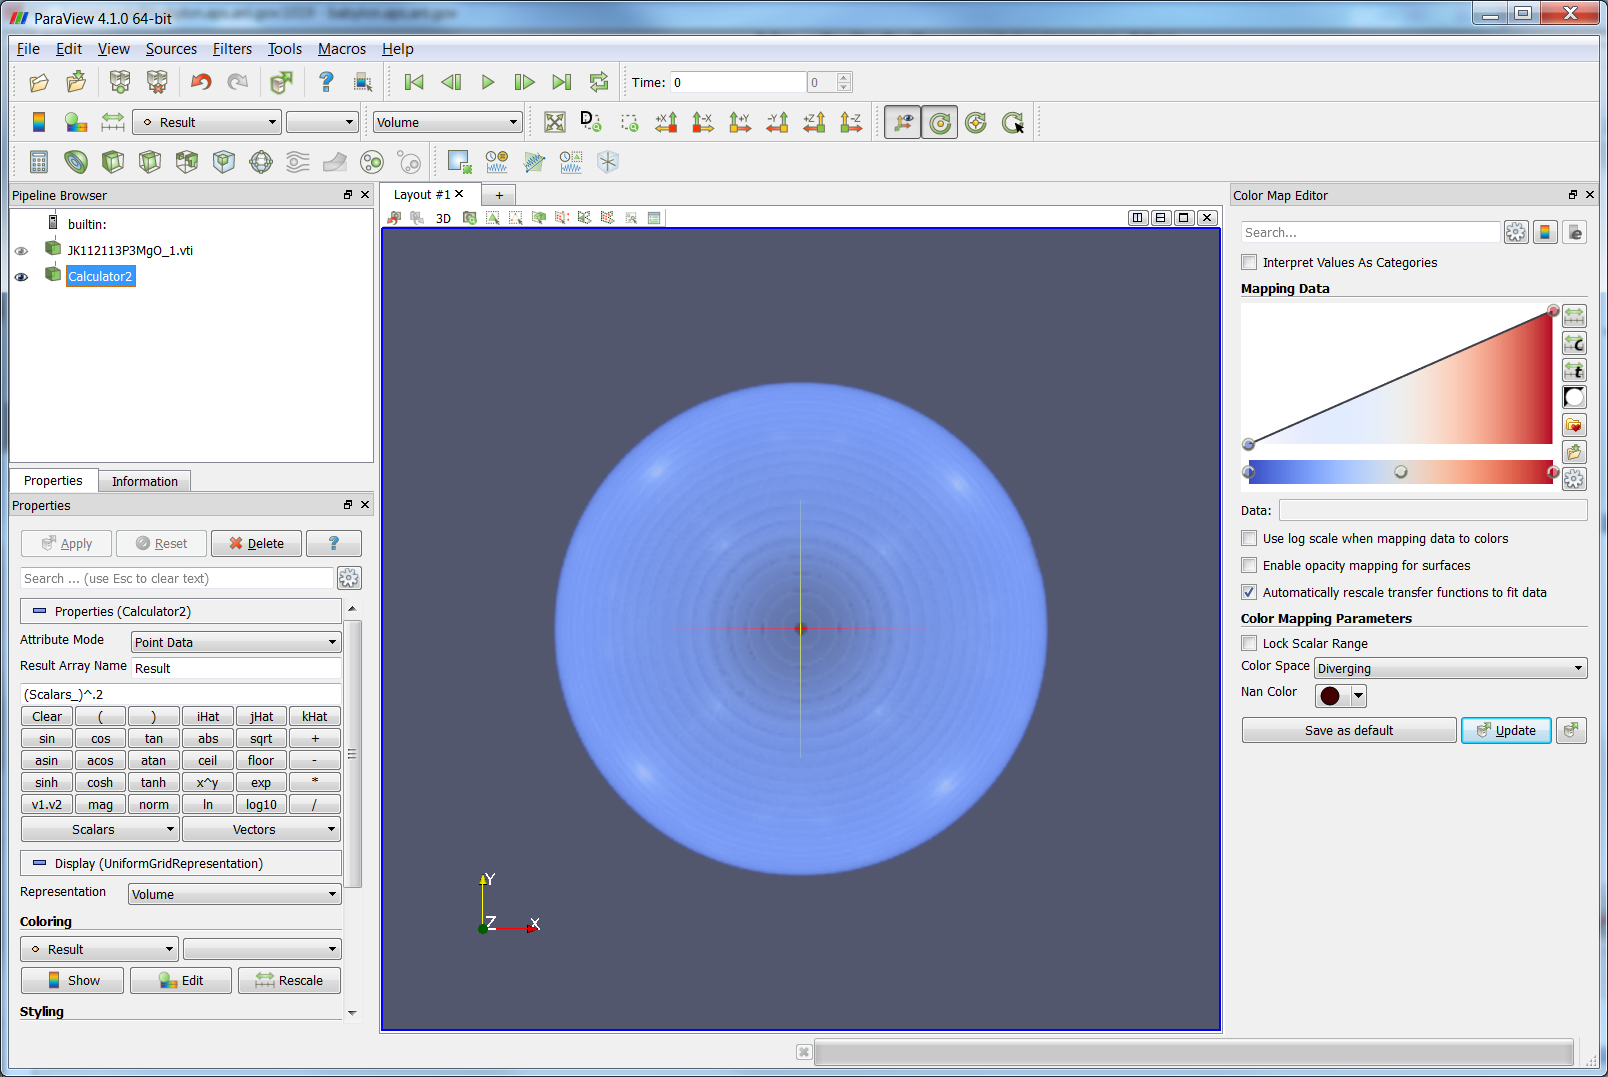 ParaView 4.1.0 64-bit
File Edit View Sources Filters Tools Macros Help
Time: 0 0
Result Volume
+X -X +Y -Y +Z -Z
Pipeline Browser
builtin:
JK112113P3MgO_1.vti
Calculator2
Properties Information
Properties
Apply Reset Delete ?
Search ... (use Esc to clear text)
Properties (Calculator2)
Attribute Mode Point Data
Result Array Name Result
(Scalars_)^.2
Clear ( ) iHat jHat kHat
sin cos tan abs sqrt +
asin acos atan ceil floor -
sinh cosh tanh x^y exp *
v1.v2 mag norm ln log10 /
Scalars Vectors
Display (UniformGridRepresentation)
Representation Volume
Coloring
Result
Show Edit Rescale
Styling
Layout #1 +
3D
Y
Z X
Color Map Editor
Search...
Interpret Values As Categories
Mapping Data
Data:
Use log scale when mapping data to colors
Enable opacity mapping for surfaces
Automatically rescale transfer functions to fit data
Color Mapping Parameters
Lock Scalar Range
Color Space Diverging
Nan Color
Save as default Update